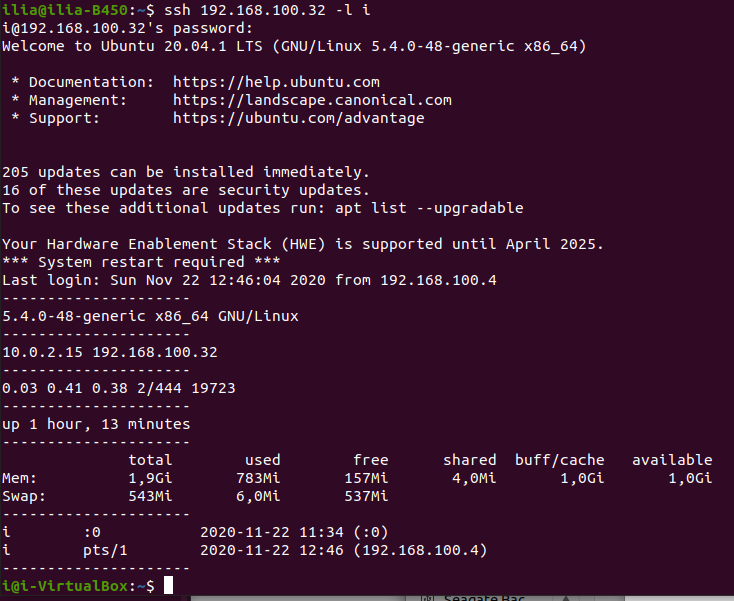 ilia@ilia-B450:~$ ssh 192.168.100.32 -l i
i@192.168.100.32's password:
Welcome to Ubuntu 20.04.1 LTS (GNU/Linux 5.4.0-48-generic x86_64)
* Documentation:  https://help.ubuntu.com
* Management:     https://landscape.canonical.com
* Support:        https://ubuntu.com/advantage
205 updates can be installed immediately.
16 of these updates are security updates.
To see these additional updates run: apt list --upgradable
Your Hardware Enablement Stack (HWE) is supported until April 2025.
*** System restart required ***
Last login: Sun Nov 22 12:46:04 2020 from 192.168.100.4
---------------------
5.4.0-48-generic x86_64 GNU/Linux
---------------------
10.0.2.15 192.168.100.32
---------------------
0.03 0.41 0.38 2/444 19723
---------------------
up 1 hour, 13 minutes
---------------------
              total        used        free      shared  buff/cache   available
Mem:          1,9Gi       783Mi       157Mi       4,0Mi       1,0Gi       1,0Gi
Swap:         543Mi       6,0Mi       537Mi
---------------------
i        :0           2020-11-22 11:34 (:0)
i        pts/1        2020-11-22 12:46 (192.168.100.4)
---------------------
i@i-VirtualBox:~$
Seagate Bac